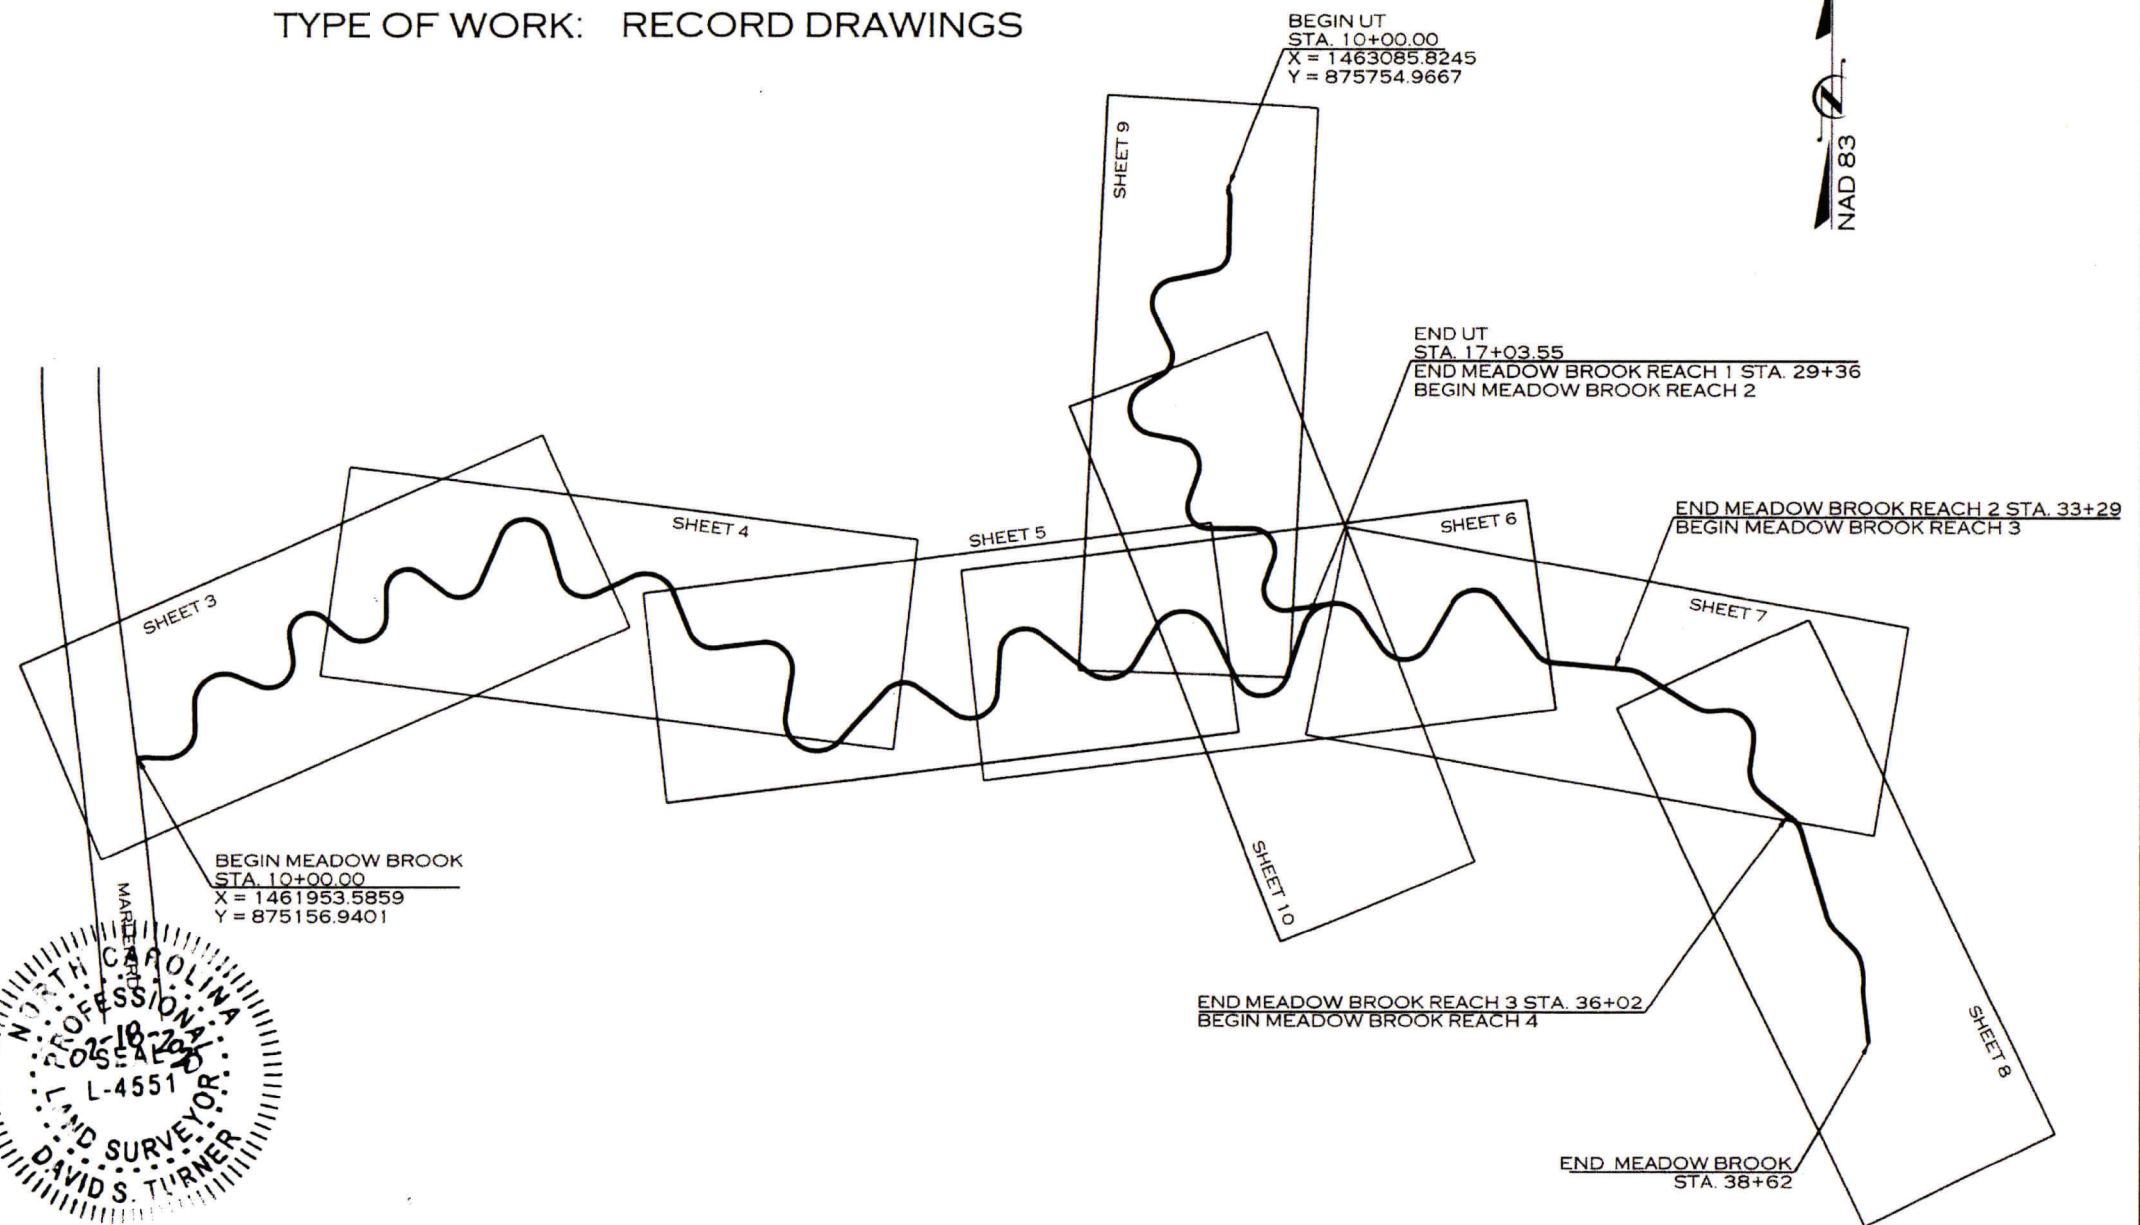 TYPE OF WORK: RECORD DRAWINGS
BEGIN UT
STA. 10+00.00
X = 1463085.8245
Y = 875754.9667
NAD 83
SHEET 9
END UT
STA. 17+03.55
END MEADOW BROOK REACH 1 STA. 29+36
BEGIN MEADOW BROOK REACH 2
END MEADOW BROOK REACH 2 STA. 33+29
BEGIN MEADOW BROOK REACH 3
SHEET 3
SHEET 4
SHEET 5
SHEET 6
SHEET 7
BEGIN MEADOW BROOK
STA. 10+00.00
X = 1461953.5859
Y = 875156.9401
SHEET 10
END MEADOW BROOK REACH 3 STA. 36+02
BEGIN MEADOW BROOK REACH 4
SHEET 8
END MEADOW BROOK
STA. 38+62
NORTH CAROLINA
PROFESSIONAL
SEAL
L-4551
LAND SURVEYOR
DAVID S. TURNER